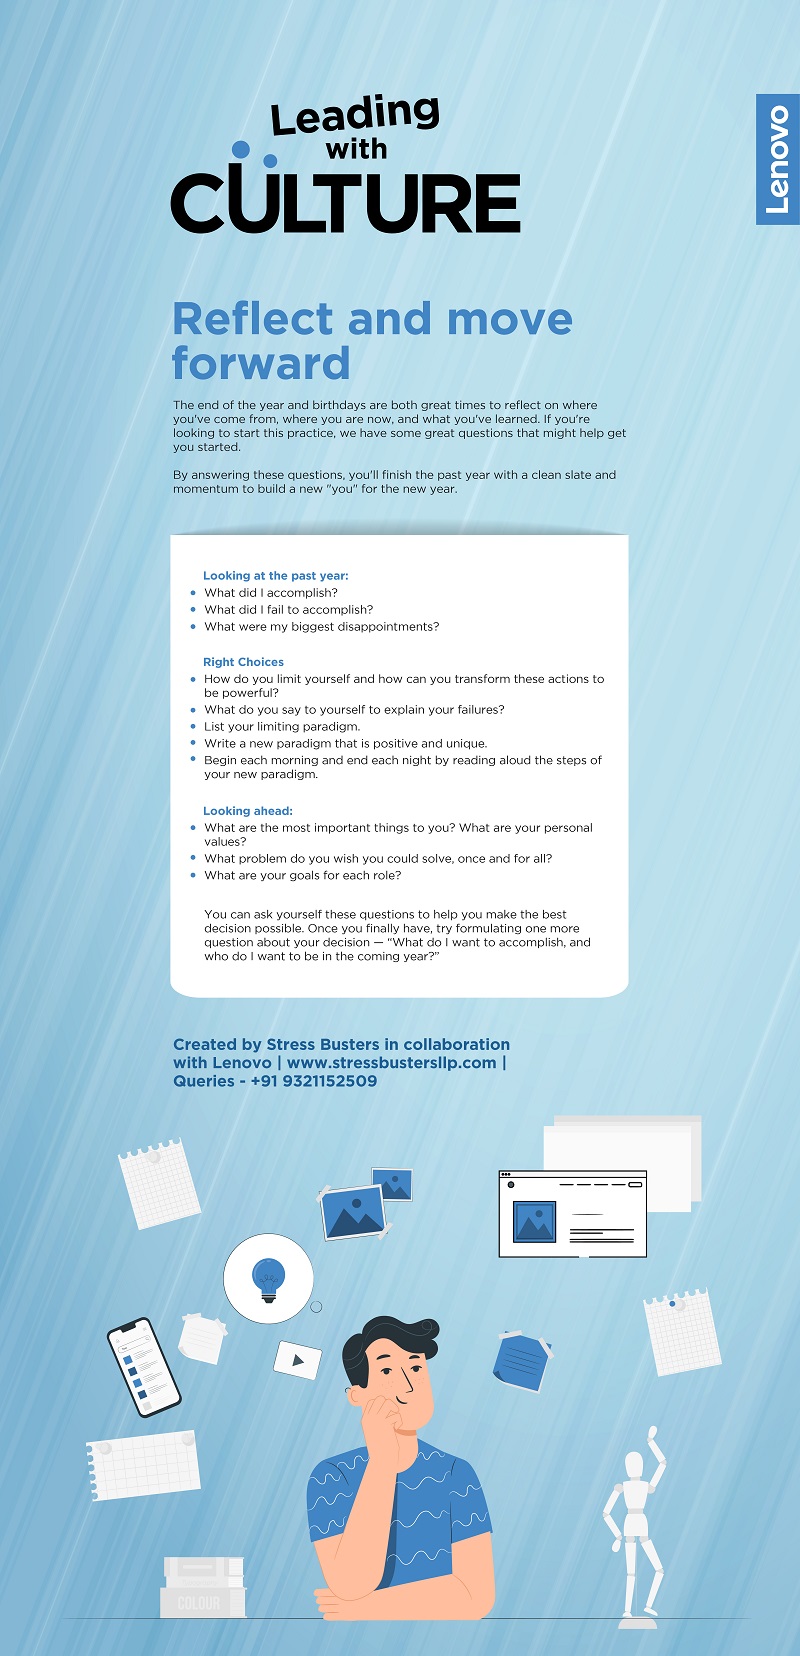 Leading
with
CÜLTURE
Lenovo
Reflect and move
forward
The end of the year and birthdays are both great times to reflect on where
you've come from, where you are now, and what you've learned. If you're
looking to start this practice, we have some great questions that might help get
you started.
By answering these questions, you'll finish the past year with a clean slate and
momentum to build a new "you" for the new year.
Looking at the past year:
• What did I accomplish?
• What did I fail to accomplish?
• What were my biggest disappointments?
Right Choices
• How do you limit yourself and how can you transform these actions to
be powerful?
• What do you say to yourself to explain your failures?
• List your limiting paradigm.
• Write a new paradigm that is positive and unique.
• Begin each morning and end each night by reading aloud the steps of
your new paradigm.
Looking ahead:
• What are the most important things to you? What are your personal
values?
• What problem do you wish you could solve, once and for all?
• What are your goals for each role?
You can ask yourself these questions to help you make the best
decision possible. Once you finally have, try formulating one more
question about your decision — “What do I want to accomplish, and
who do I want to be in the coming year?”
Created by Stress Busters in collaboration
with Lenovo | www.stressbustersllp.com |
Queries - +91 9321152509
COLOUR